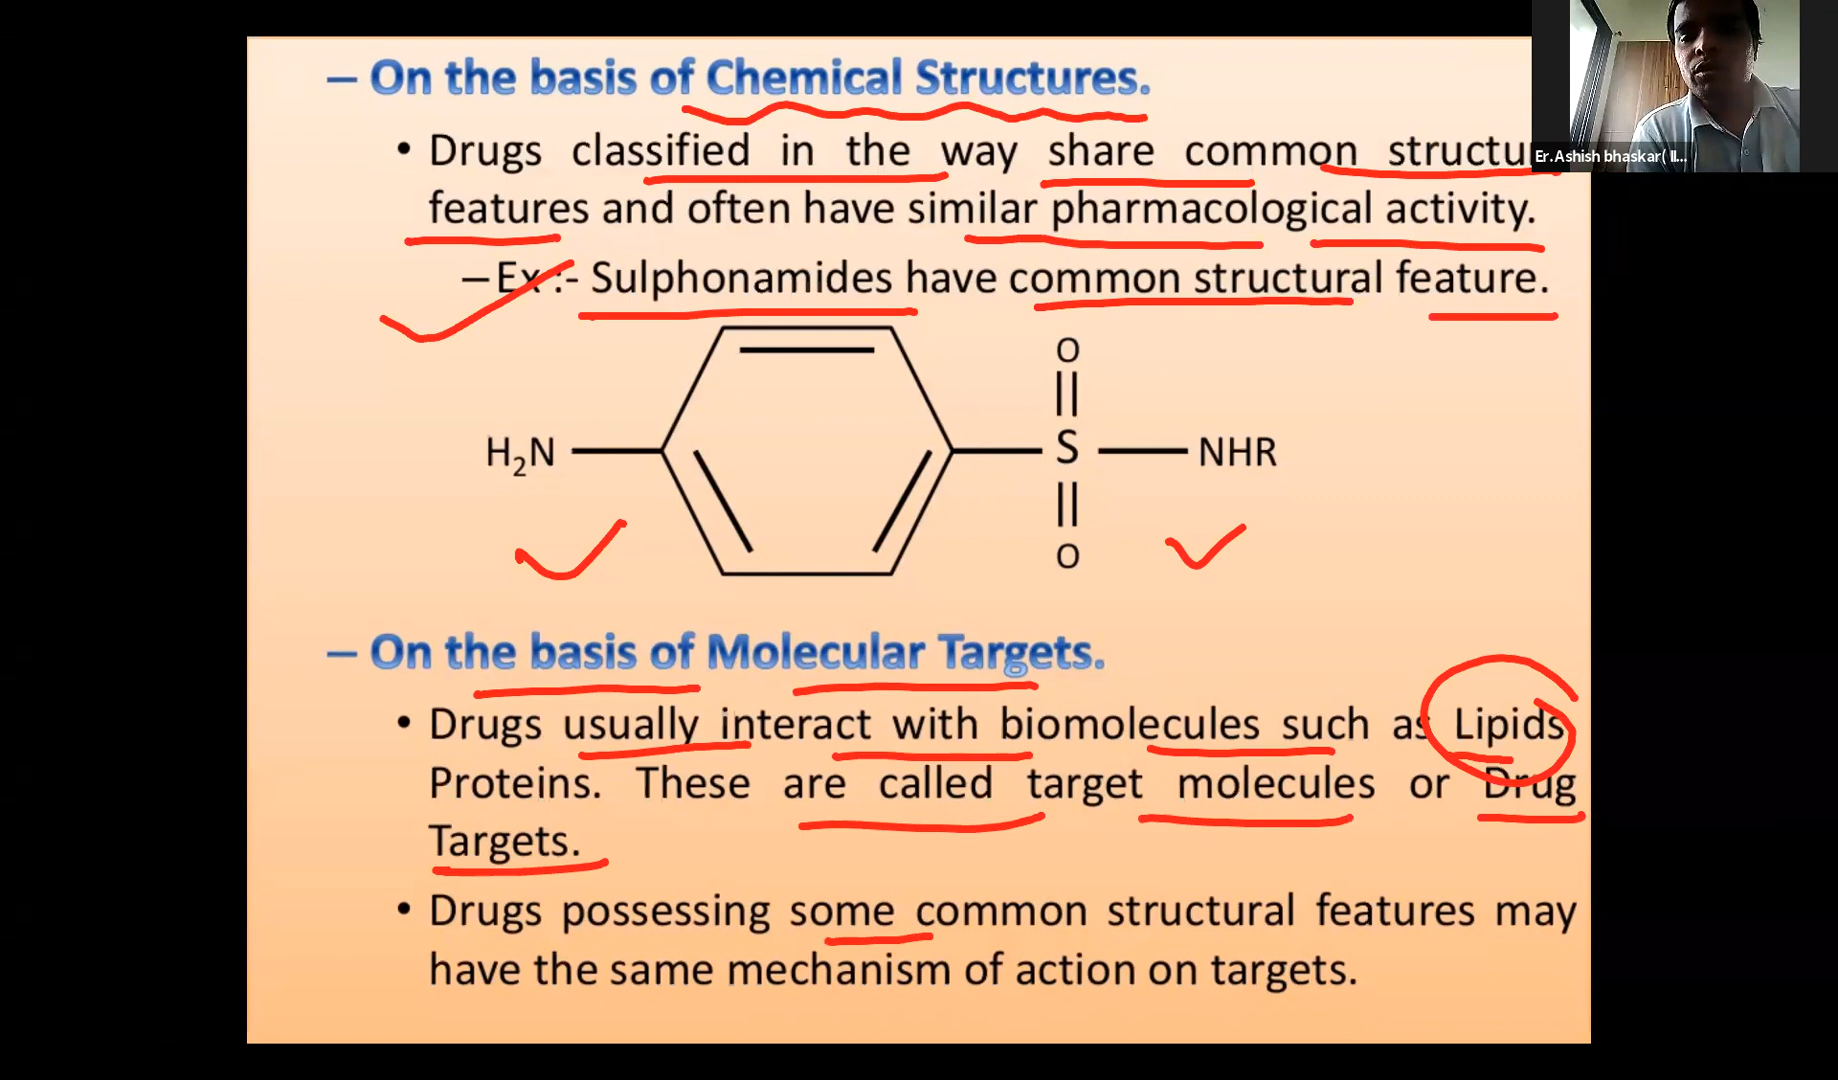 – On the basis of Chemical Structures.
• Drugs classified in the way share common structu
Er.Ashish bhaskar( II...
features and often have similar pharmacological activity.
– Ex :- Sulphonamides have common structural feature.
O
||
H₂N — S — NHR
||
O
– On the basis of Molecular Targets.
• Drugs usually interact with biomolecules such as Lipids
Proteins. These are called target molecules or Drug
Targets.
• Drugs possessing some common structural features may
have the same mechanism of action on targets.